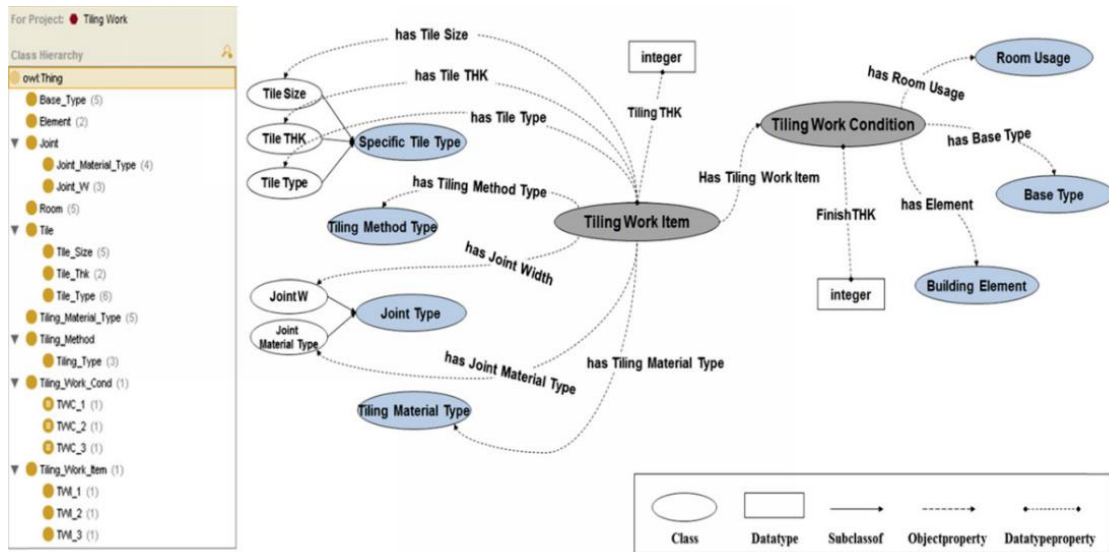 For Project: Tiling Work
Class Hierarchy
owl:Thing
Base_Type (5)
Element (2)
Joint
Joint_Material_Type (4)
Joint_W (3)
Room (5)
Tile
Tile_Size (5)
Tile_Thk (2)
Tile_Type (6)
Tiling_Material_Type (5)
Tiling_Method
Tiling_Type (3)
Tiling_Work_Cond (1)
TWC_1 (1)
TWC_2 (1)
TWC_3 (1)
Tiling_Work_Item (1)
TWI_1 (1)
TWI_2 (1)
TWI_3 (1)
has Tile Size
has Tile THK
has Tile Type
Tile Size
Tile THK
Tile Type
Specific Tile Type
integer
Tiling THK
has Tiling Method Type
Tiling Method Type
Tiling Work Item
has Joint Width
Joint W
Joint
Material Type
Joint Type
has Joint Material Type
has Tiling Material Type
Tiling Material Type
Has Tiling Work Item
Tiling Work Condition
has Room Usage
Room Usage
has Base Type
Base Type
has Element
Building Element
FinishTHK
integer
Class
Datatype
Subclassof
Objectproperty
Datatypeproperty